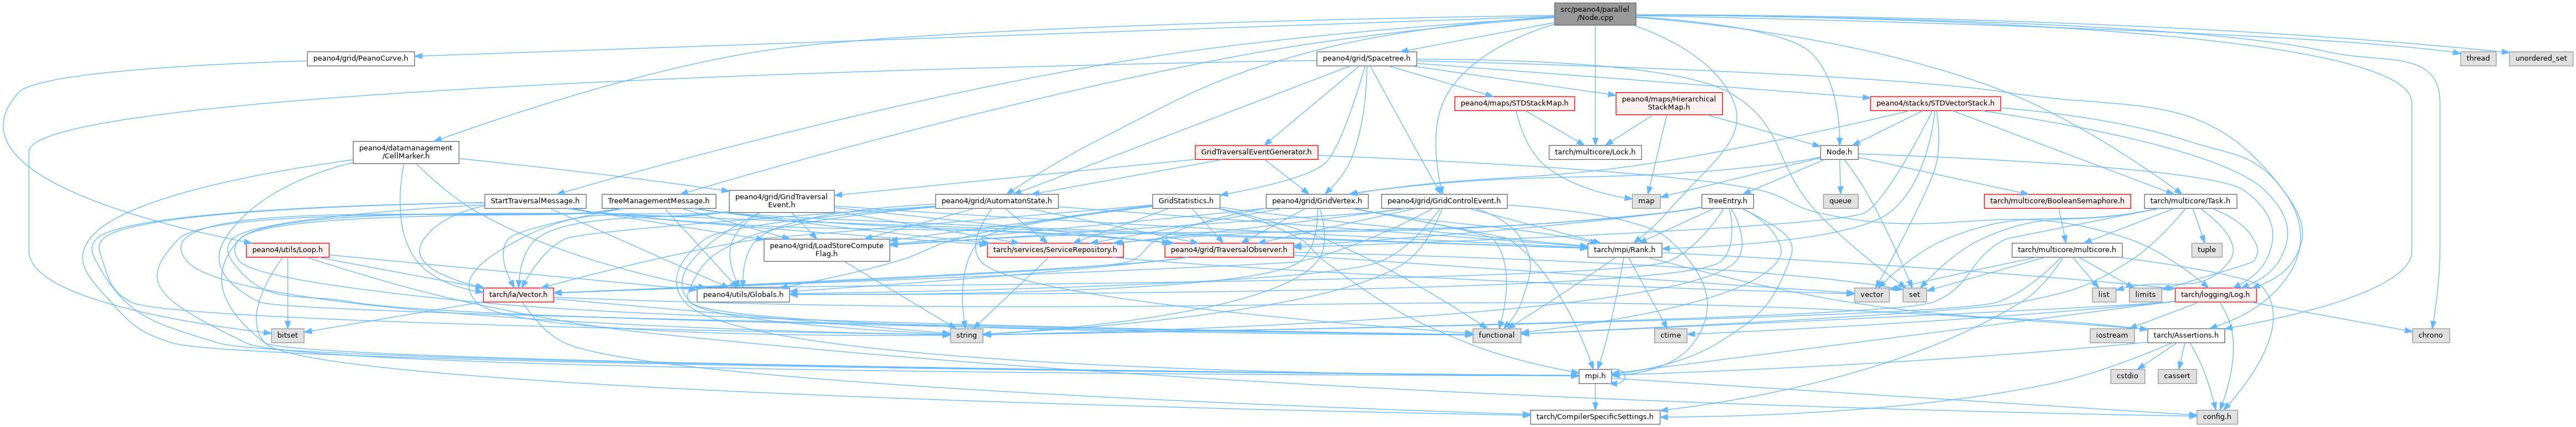 src/peano4/parallel
/Node.cpp
peano4/grid/PeanoCurve.h
peano4/grid/Spacetree.h
thread
unordered_set
peano4/maps/STDStackMap.h
peano4/maps/Hierarchical
StackMap.h
peano4/stacks/STDVectorStack.h
peano4/datamanagement
/CellMarker.h
GridTraversalEventGenerator.h
tarch/multicore/Lock.h
Node.h
StartTraversalMessage.h
TreeManagementMessage.h
peano4/grid/GridTraversal
Event.h
peano4/grid/AutomatonState.h
GridStatistics.h
peano4/grid/GridVertex.h
peano4/grid/GridControlEvent.h
map
TreeEntry.h
queue
tarch/multicore/BooleanSemaphore.h
tarch/multicore/Task.h
peano4/utils/Loop.h
peano4/grid/LoadStoreCompute
Flag.h
tarch/services/ServiceRepository.h
peano4/grid/TraversalObserver.h
tarch/mpi/Rank.h
tarch/multicore/multicore.h
tuple
tarch/la/Vector.h
peano4/utils/Globals.h
vector
set
list
limits
tarch/logging/Log.h
bitset
string
functional
ctime
iostream
tarch/Assertions.h
chrono
mpi.h
cstdio
cassert
tarch/CompilerSpecificSettings.h
config.h